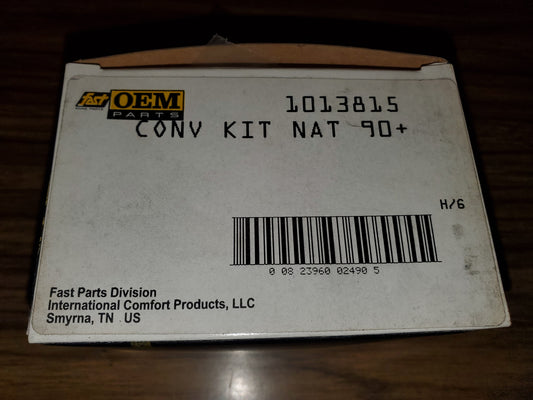 Fast OEM
PARTS
1013815
CONV KIT NAT 90+
H/6
0 08 23960 02490 5
Fast Parts Division
International Comfort Products, LLC
Smyrna, TN US